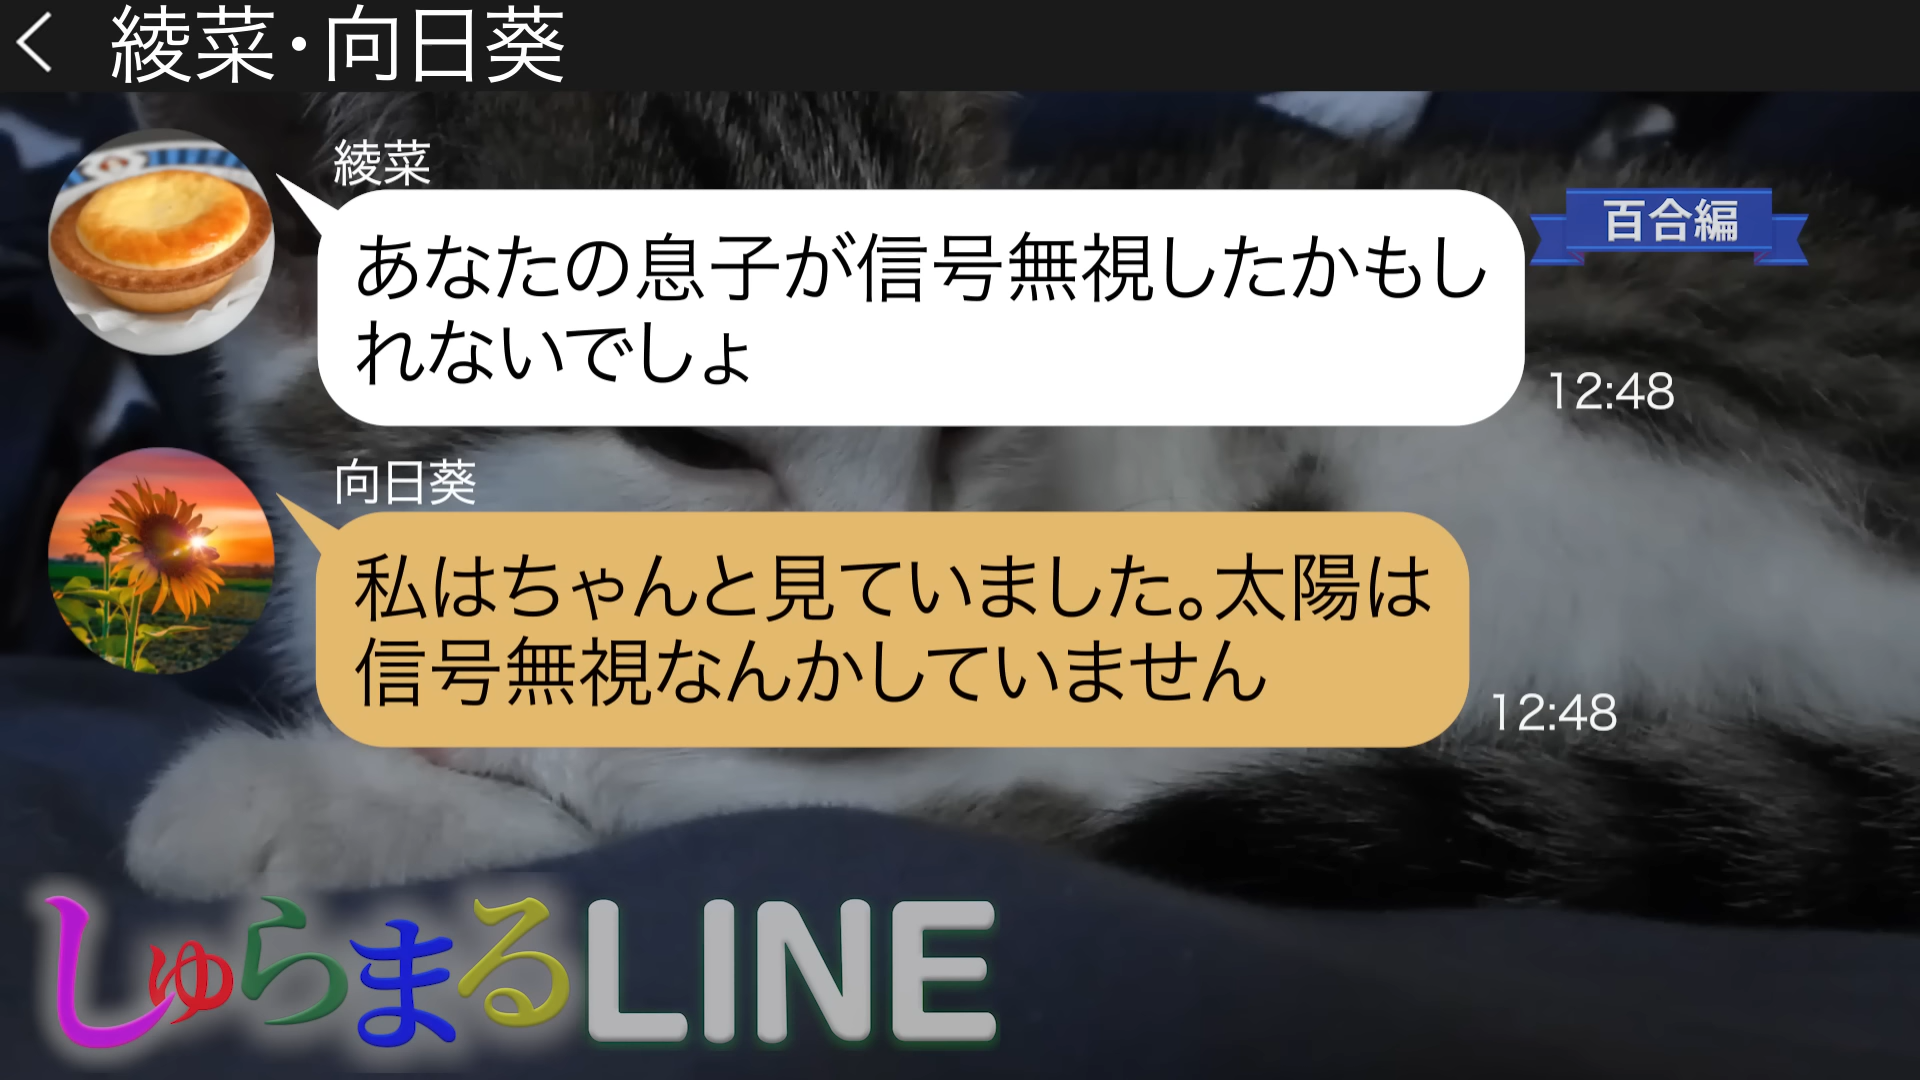 綾菜・向日葵
綾菜
百合編
あなたの息子が信号無視したかもし
れないでしょ
12:48
向日葵
私はちゃんと見ていました。太陽は
信号無視なんかしていません
12:48
しゅらまるLINE